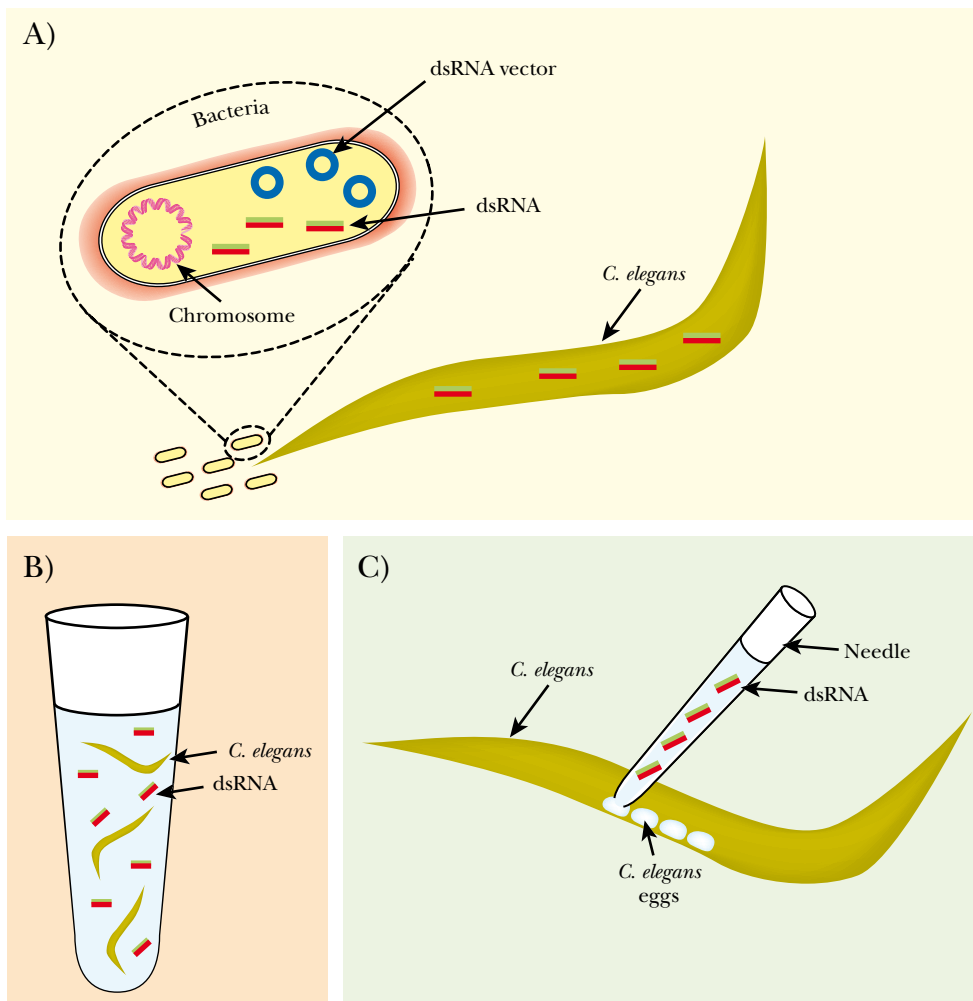 A)
dsRNA vector
Bacteria
dsRNA
C. elegans
Chromosome
B)
C. elegans
dsRNA
C)
Needle
C. elegans
dsRNA
C. elegans
eggs